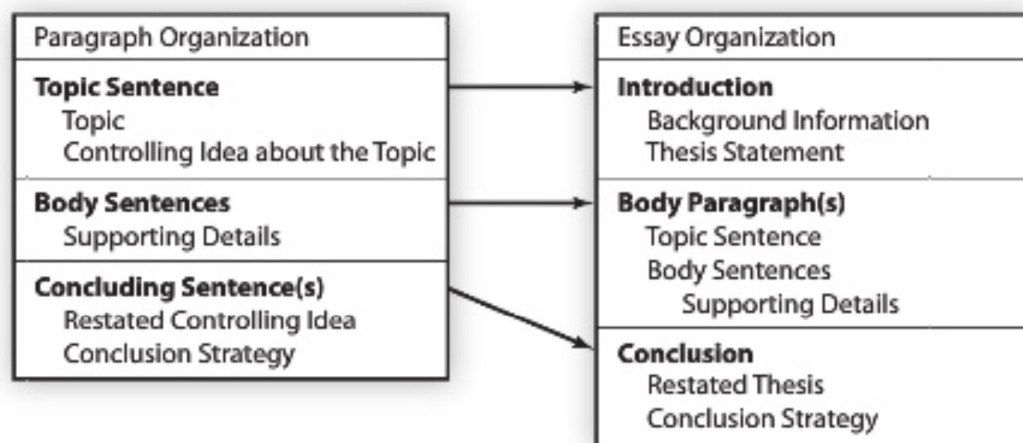 Paragraph Organization
Topic Sentence
Topic
Controlling Idea about the Topic
Body Sentences
Supporting Details
Concluding Sentence(s)
Restated Controlling Idea
Conclusion Strategy
Essay Organization
Introduction
Background Information
Thesis Statement
Body Paragraph(s)
Topic Sentence
Body Sentences
Supporting Details
Conclusion
Restated Thesis
Conclusion Strategy